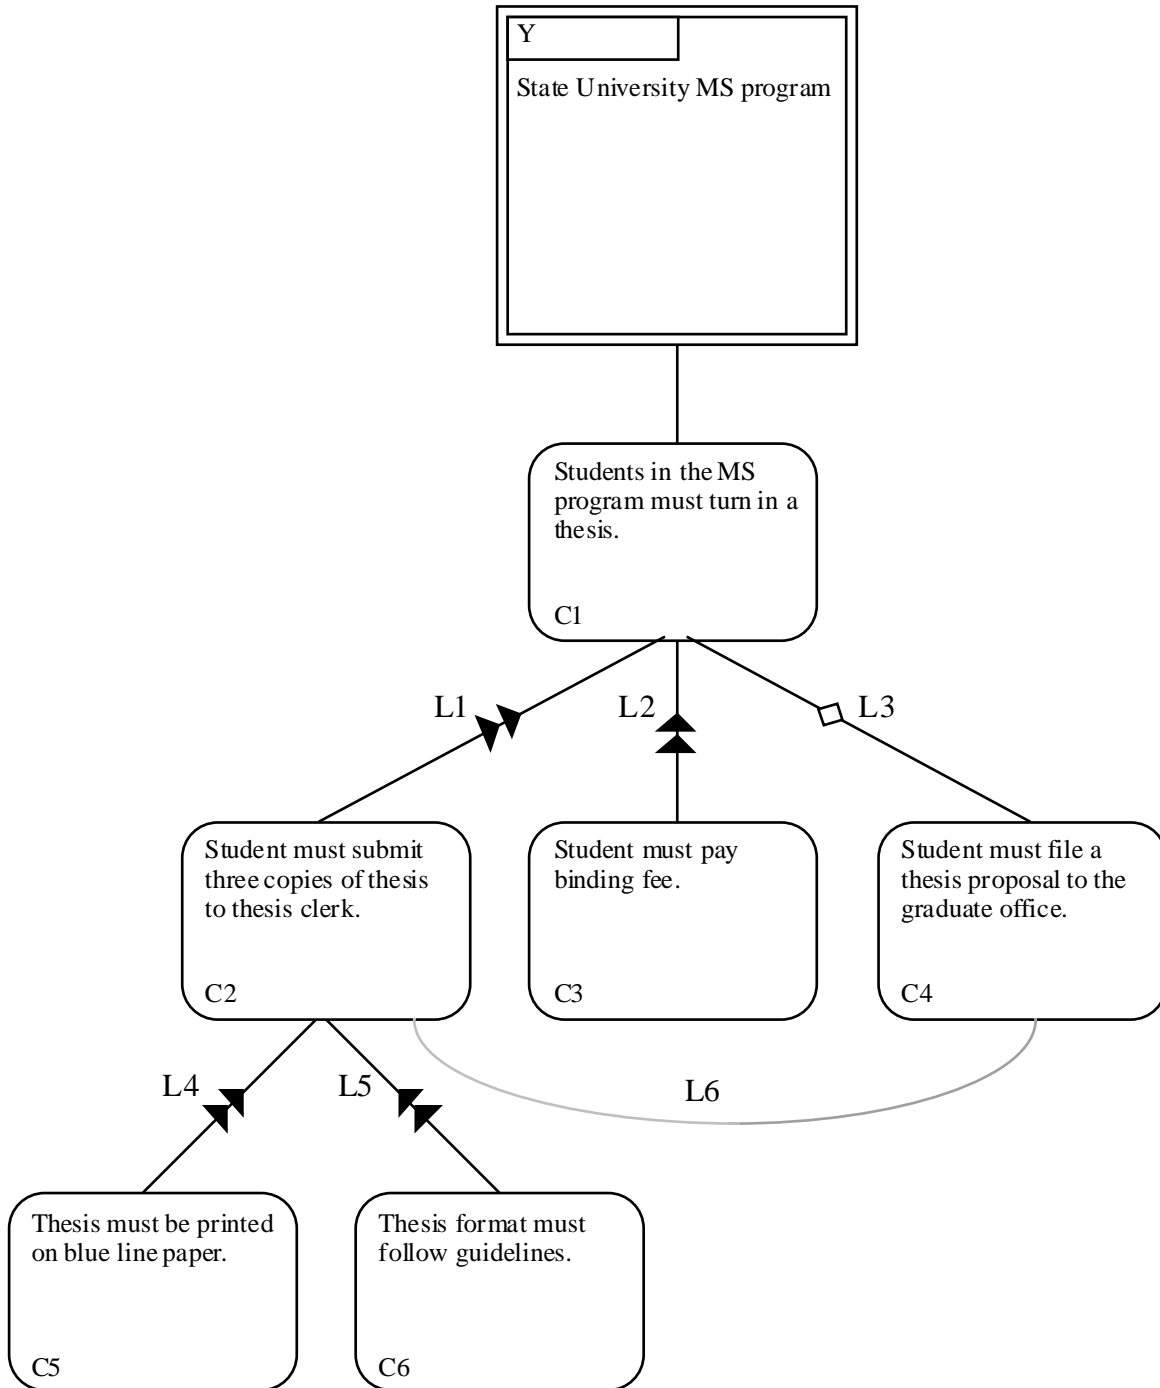 Y
State University MS program
Students in the MS
program must turn in a
thesis.
C1
L1
L2
L3
Student must submit
three copies of thesis
to thesis clerk.
C2
Student must pay
binding fee.
C3
Student must file a
thesis proposal to the
graduate office.
C4
L4
L5
L6
Thesis must be printed
on blue line paper.
C5
Thesis format must
follow guidelines.
C6